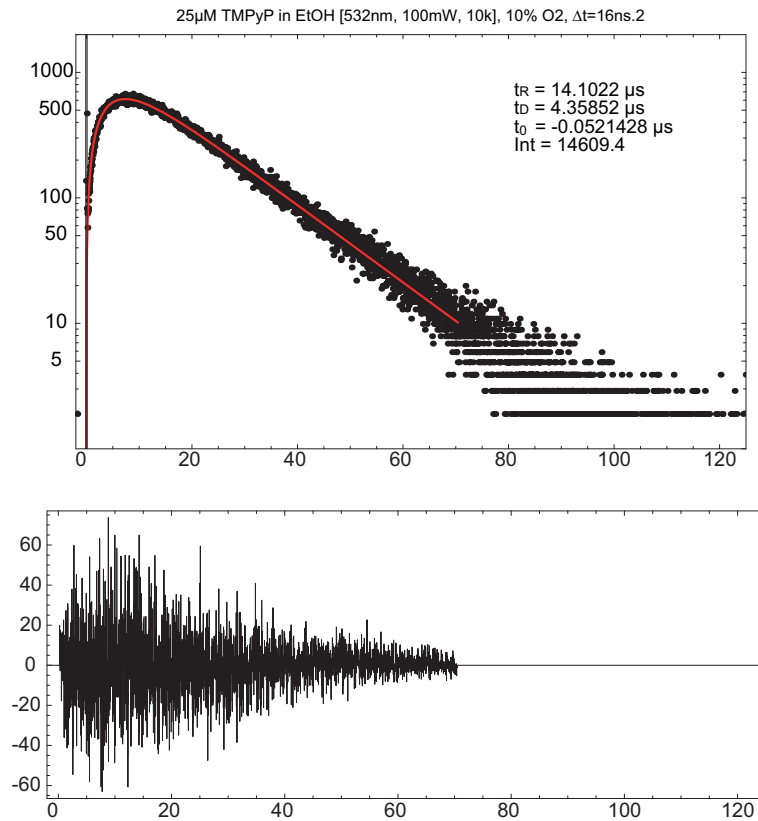 25µM TMPyP in EtOH [532nm, 100mW, 10k], 10% O2, Δt=16ns.2
1000
500
100
50
10
5
tR = 14.1022 µs
tD = 4.35852 µs
t0 = -0.0521428 µs
Int = 14609.4
0 20 40 60 80 100 120
60
40
20
0
-20
-40
-60
0 20 40 60 80 100 120